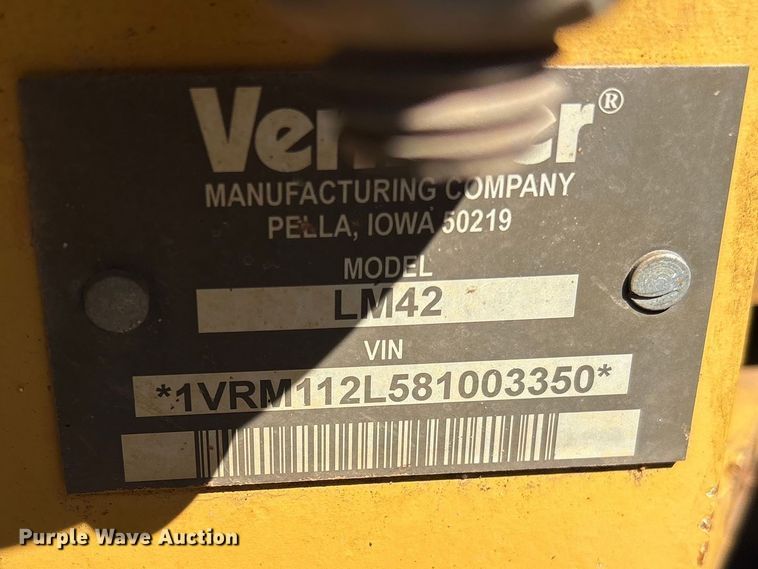 ®
MANUFACTURING COMPANY
PELLA, IOWA 50219
MODEL
LM42
VIN
*1VRM112L581003350*
Purple Wave Auction